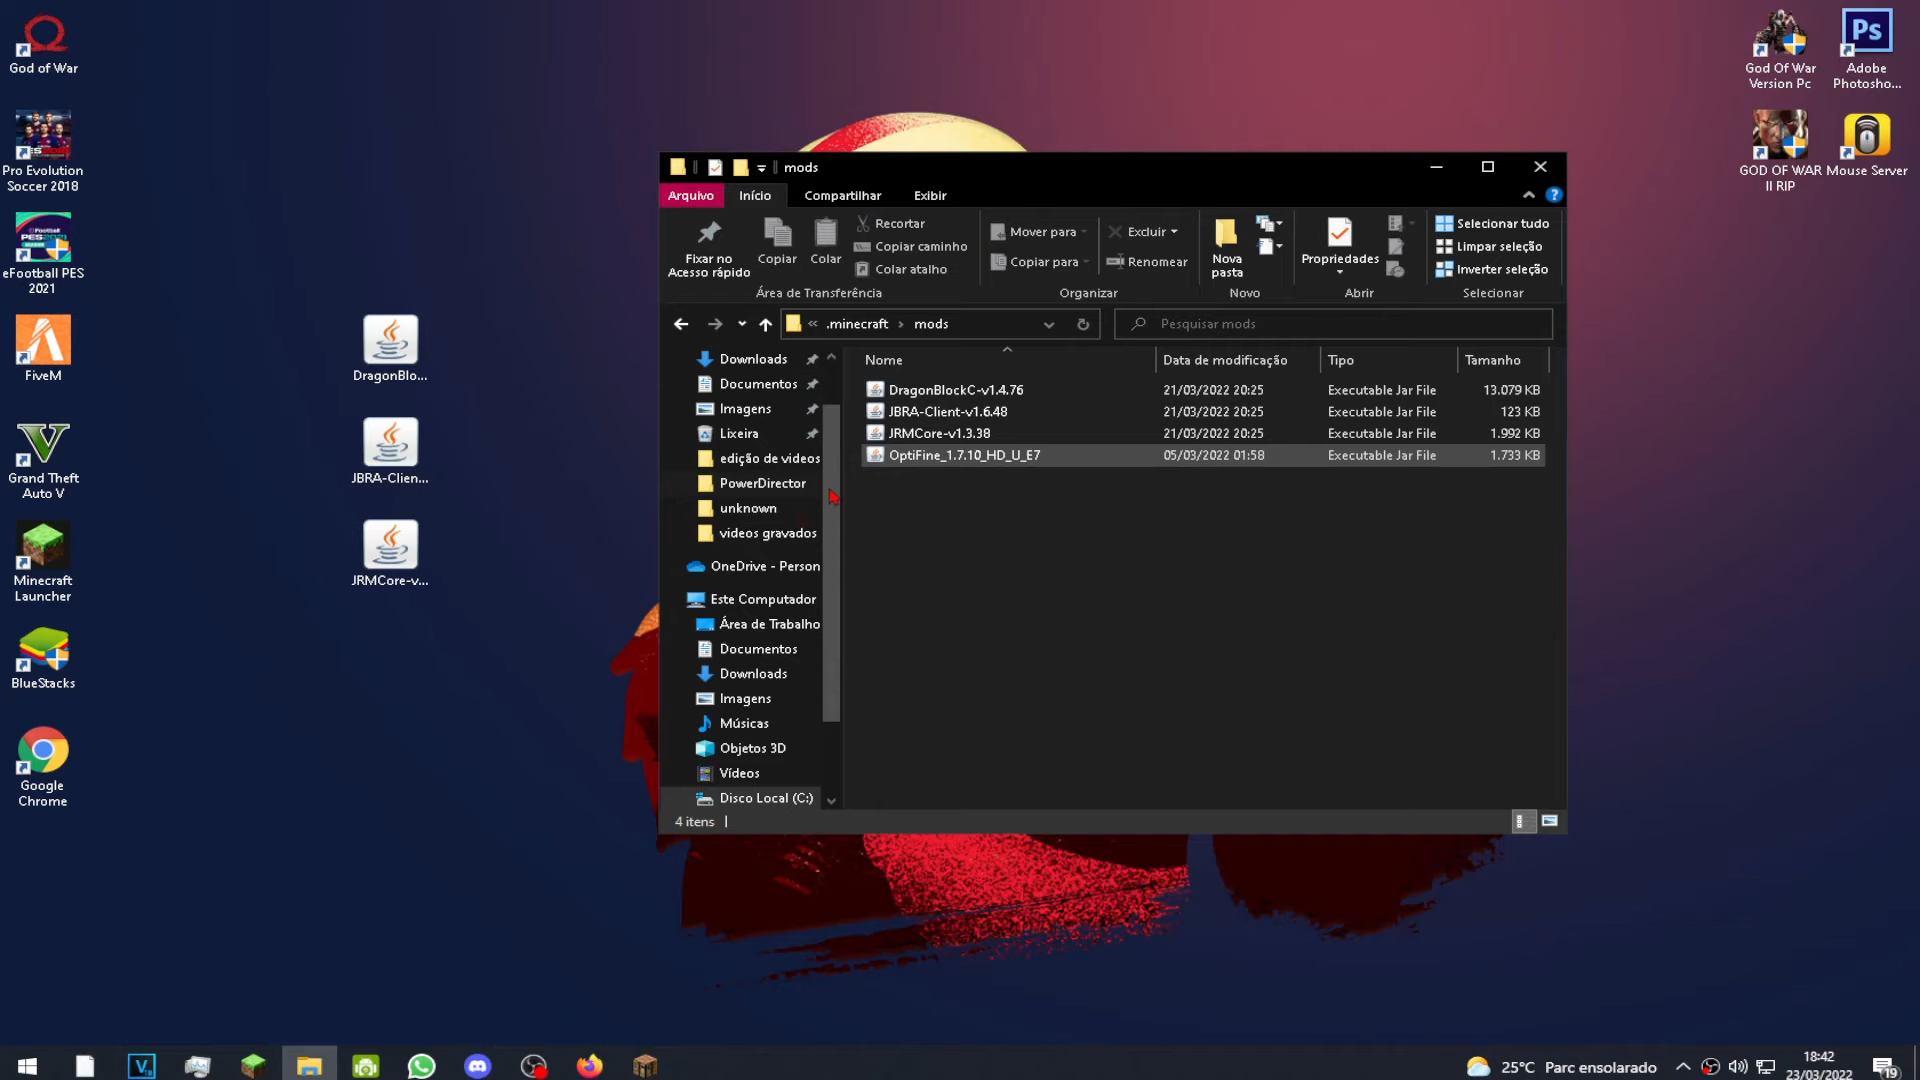 God of War
Pro Evolution
Soccer 2018
eFootball PES
2021
FiveM
Grand Theft
Auto V
Minecraft
Launcher
BlueStacks
Google
Chrome
DragonBlo...
JBRA-Clien...
JRMCore-v...
God Of War
Version Pc
Adobe
Photosho...
GOD OF WAR
II RIP
Mouse Server
mods
Arquivo
Início
Compartilhar
Exibir
Fixar no
Acesso rápido
Copiar
Colar
Recortar
Copiar caminho
Colar atalho
Área de Transferência
Mover para
Copiar para
Excluir
Renomear
Organizar
Nova
pasta
Novo
Propriedades
Abrir
Selecionar tudo
Limpar seleção
Inverter seleção
Selecionar
« .minecraft › mods
Pesquisar mods
Downloads
Documentos
Imagens
Lixeira
edição de videos
PowerDirector
unknown
videos gravados
OneDrive - Person
Este Computador
Área de Trabalho
Documentos
Downloads
Imagens
Músicas
Objetos 3D
Vídeos
Disco Local (C:)
Nome Data de modificação Tipo Tamanho
DragonBlockC-v1.4.76 21/03/2022 20:25 Executable Jar File 13.079 KB
JBRA-Client-v1.6.48 21/03/2022 20:25 Executable Jar File 123 KB
JRMCore-v1.3.38 21/03/2022 20:25 Executable Jar File 1.992 KB
OptiFine_1.7.10_HD_U_E7 05/03/2022 01:58 Executable Jar File 1.733 KB
4 itens
25°C Parc ensolarado
18:42
23/03/2022
19